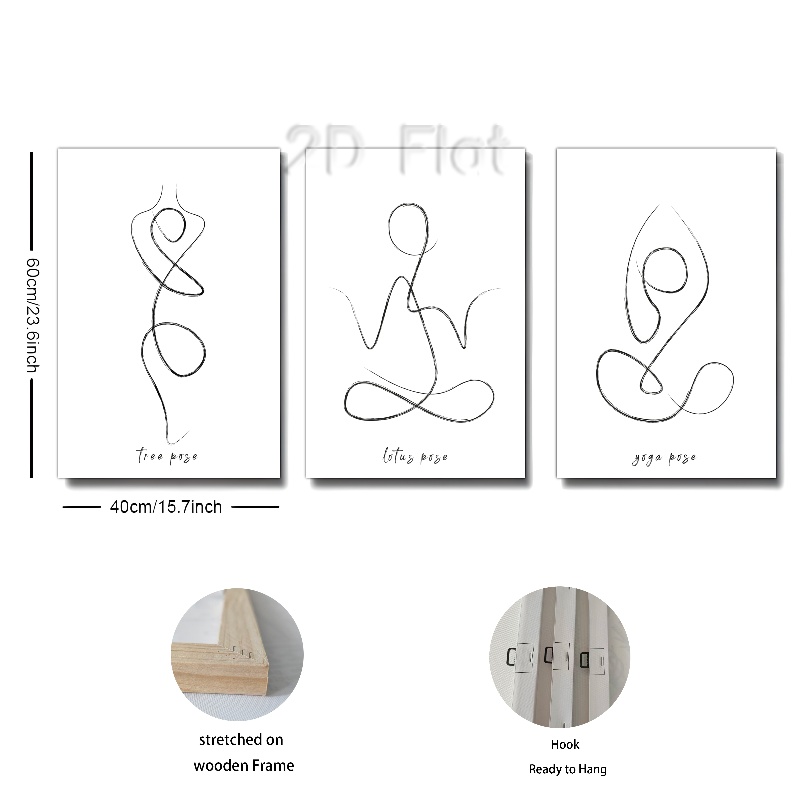 2D Flat
60cm/23.6inch
tree pose
lotus pose
yoga pose
40cm/15.7inch
stretched on
wooden Frame
Hook
Ready to Hang